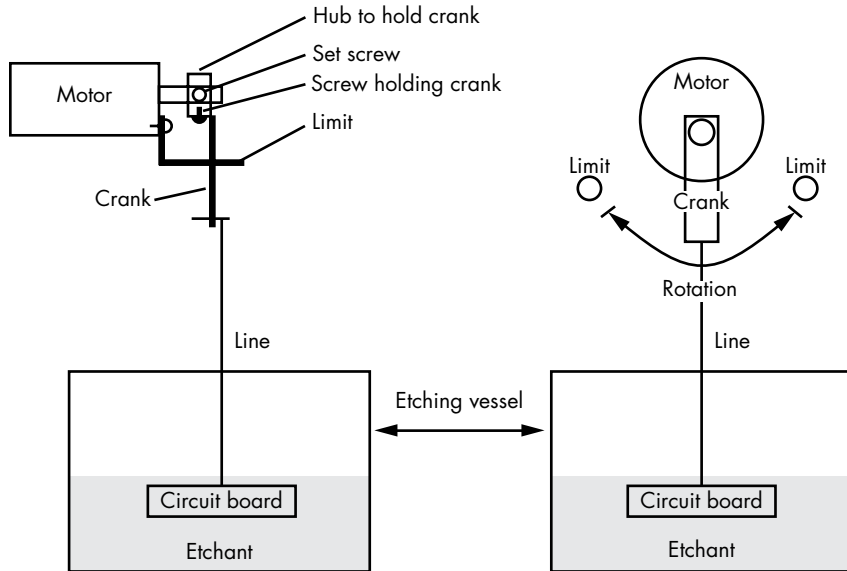 Hub to hold crank
Set screw
Screw holding crank
Limit
Motor
Crank
Line
Motor
Limit
Limit
Crank
Rotation
Line
Etching vessel
Circuit board
Etchant
Circuit board
Etchant